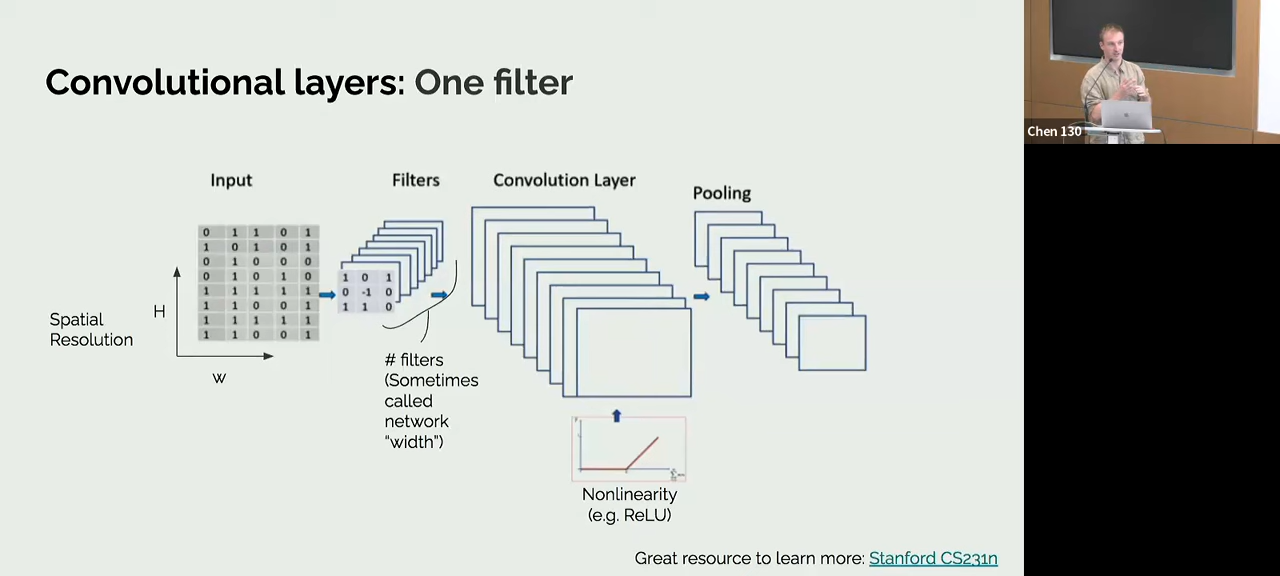 Convolutional layers: One filter
Chen 130
Input
Filters
Convolution Layer
Pooling
0 1 1 0 1
1 0 1 0 1
0 1 0 0 0
0 1 0 1 0
1 1 1 1 1
1 1 0 0 1
1 1 1 1 1
1 1 0 0 1
1 0 1
0 -1 0
1 1 0
Spatial
Resolution
H
W
# filters
(Sometimes
called
network
“width”)
Nonlinearity
(e.g. ReLU)
Great resource to learn more: Stanford CS231n